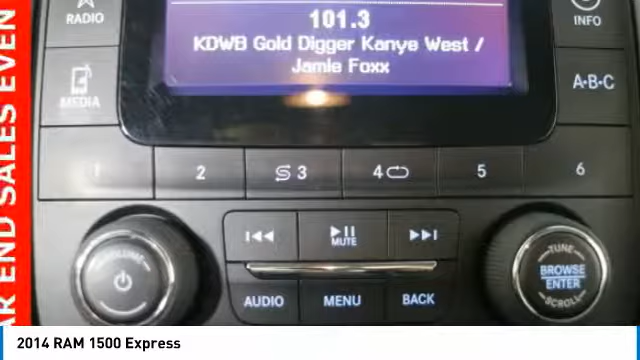 AR END SALES EVEN
RADIO
101.3
INFO
KDWB Gold Digger Kanye West /
Jamie Foxx
MEDIA
A-B-C
1
2
3
4
5
6
MUTE
VOLUME
TUNE
BROWSE
ENTER
SCROLL
AUDIO
MENU
BACK
2014 RAM 1500 Express